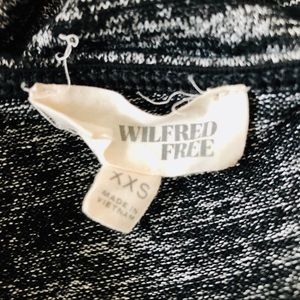 WILFRED
FREE
XXS
MADE IN
VIETNAM